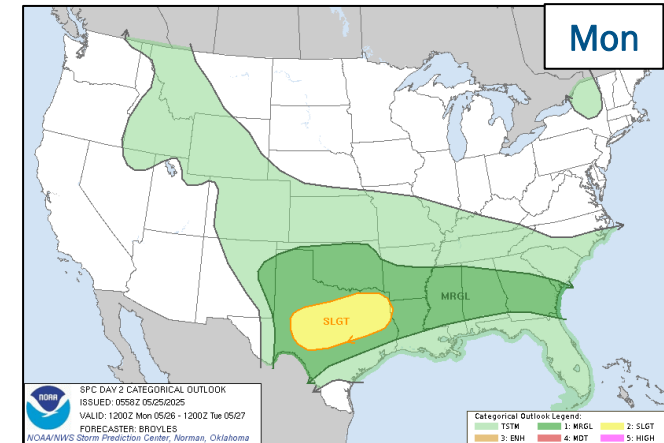 Mon
MRGL
SLGT
NOAA
SPC DAY 2 CATEGORICAL OUTLOOK
ISSUED: 0558Z 05/25/2025
VALID: 1200Z Mon 05/26 - 1200Z Tue 05/27
FORECASTER: BROYLES
NOAA/NWS Storm Prediction Center, Norman, Oklahoma
Categorical Outlook Legend:
TSTM 1: MRGL 2: SLGT
3: ENH 4: MDT 5: HIGH